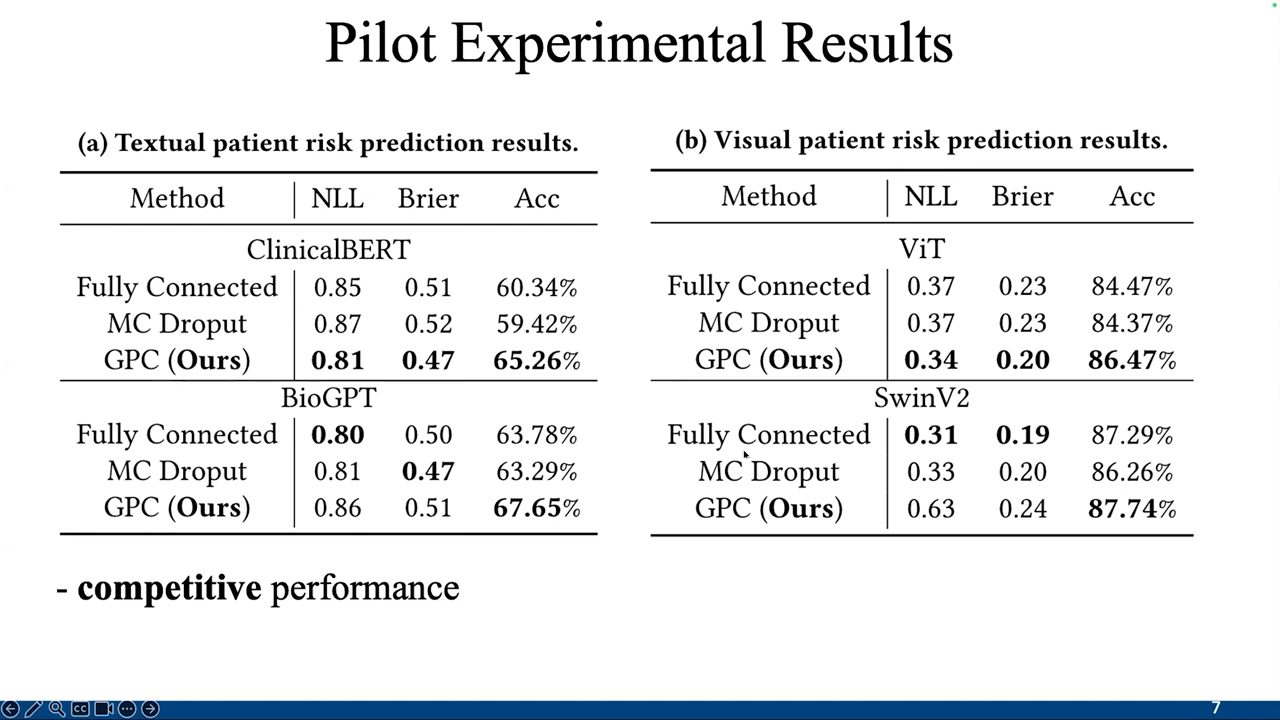 Pilot Experimental Results
(a) Textual patient risk prediction results.
Method NLL Brier Acc
ClinicalBERT
Fully Connected 0.85 0.51 60.34%
MC Droput 0.87 0.52 59.42%
GPC (Ours) 0.81 0.47 65.26%
BioGPT
Fully Connected 0.80 0.50 63.78%
MC Droput 0.81 0.47 63.29%
GPC (Ours) 0.86 0.51 67.65%
(b) Visual patient risk prediction results.
Method NLL Brier Acc
ViT
Fully Connected 0.37 0.23 84.47%
MC Droput 0.37 0.23 84.37%
GPC (Ours) 0.34 0.20 86.47%
SwinV2
Fully Connected 0.31 0.19 87.29%
MC Droput 0.33 0.20 86.26%
GPC (Ours) 0.63 0.24 87.74%
- competitive performance
CC
7